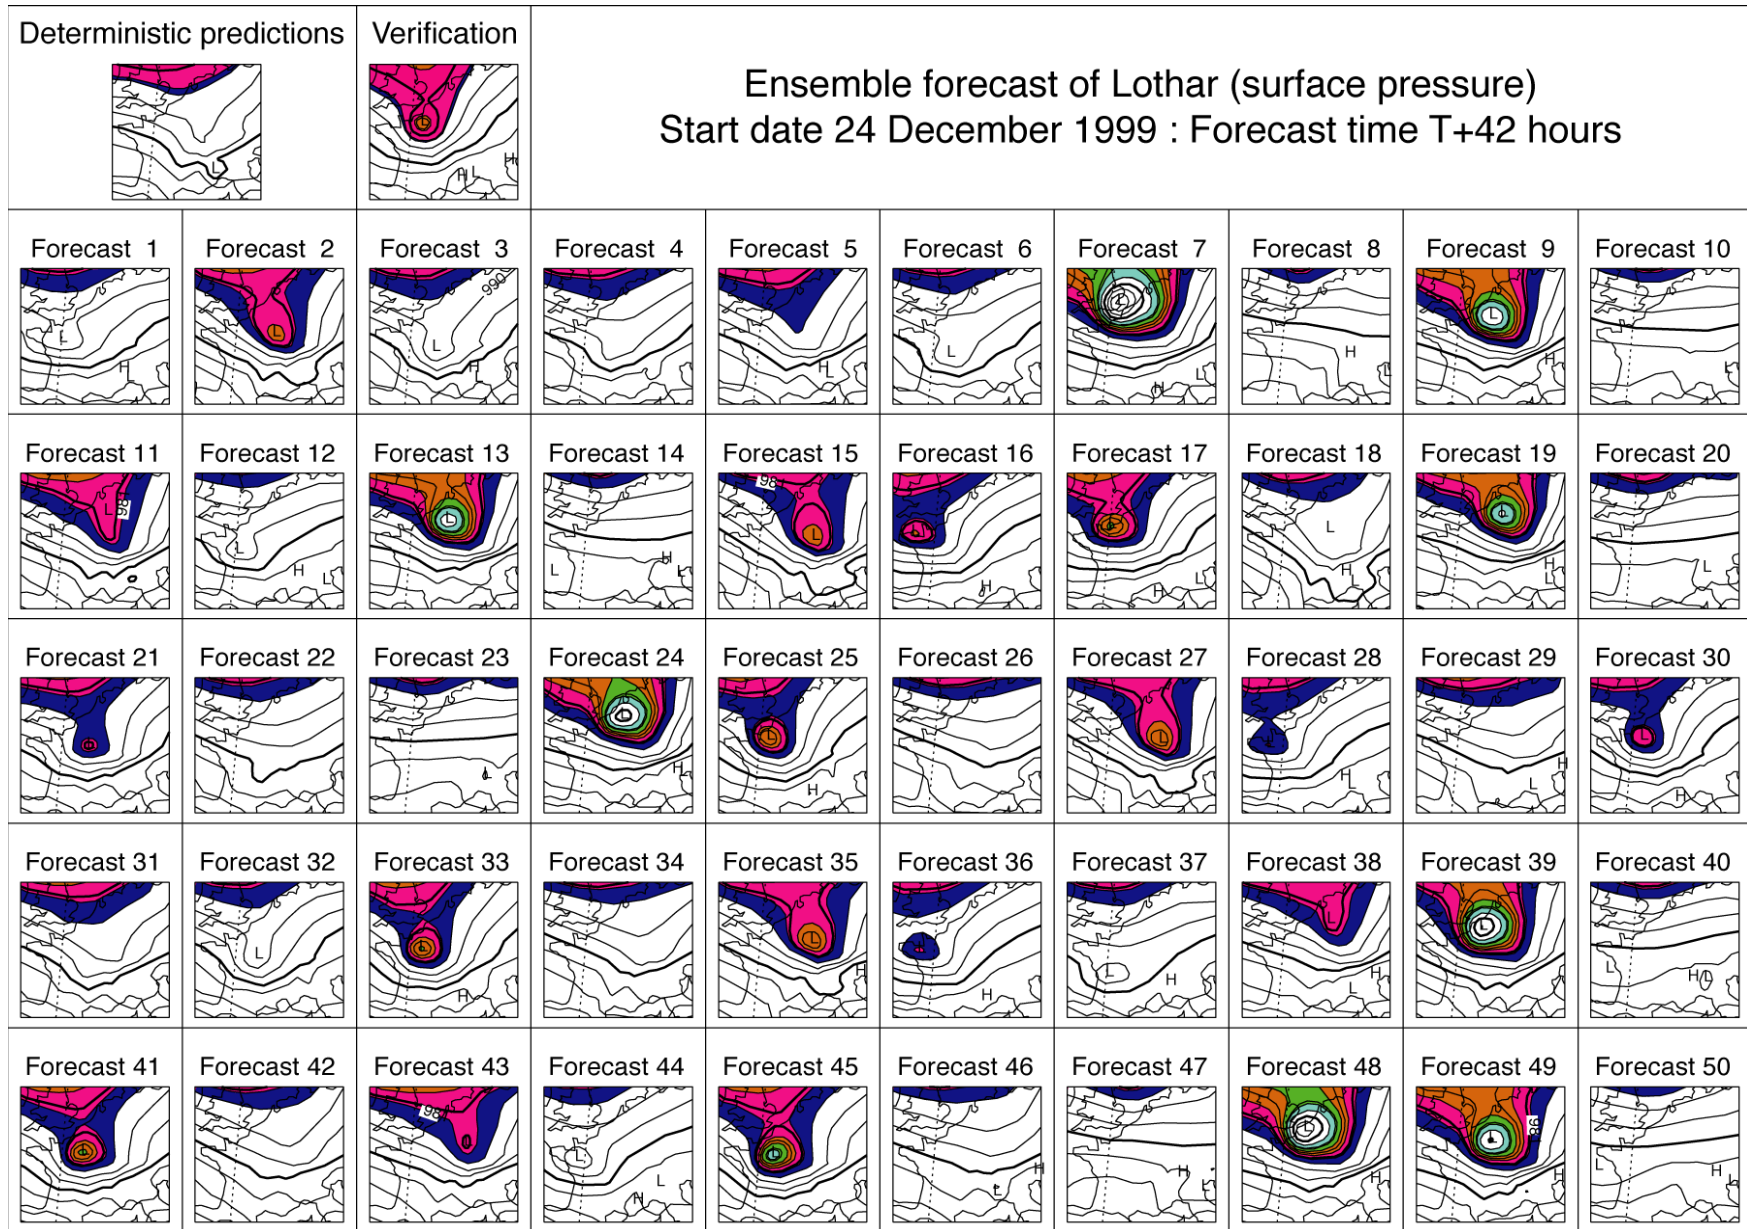 Deterministic predictions
Verification
Ensemble forecast of Lothar (surface pressure)
Start date 24 December 1999 : Forecast time T+42 hours
L
L
H
L
H
Forecast 1
Forecast 2
Forecast 3
Forecast 4
Forecast 5
Forecast 6
Forecast 7
Forecast 8
Forecast 9
Forecast 10
L
H
L
L
990
L
H
L
H
L
L
L
H
L
H
L
L
H
L
Forecast 11
Forecast 12
Forecast 13
Forecast 14
Forecast 15
Forecast 16
Forecast 17
Forecast 18
Forecast 19
Forecast 20
L
98
L
H
L
L
L
H
L
98
L
L
H
L
H
L
L
H
L
L
H
L
L
Forecast 21
Forecast 22
Forecast 23
Forecast 24
Forecast 25
Forecast 26
Forecast 27
Forecast 28
Forecast 29
Forecast 30
L
L
H
L
H
L
H
L
H
L
L
H
Forecast 31
Forecast 32
Forecast 33
Forecast 34
Forecast 35
Forecast 36
Forecast 37
Forecast 38
Forecast 39
Forecast 40
L
L
H
L
H
H
L
H
L
L
L
L
H
L
Forecast 41
Forecast 42
Forecast 43
Forecast 44
Forecast 45
Forecast 46
Forecast 47
Forecast 48
Forecast 49
Forecast 50
L
98
L
L
H
L
H
L
H
L
L
98
L
H
L